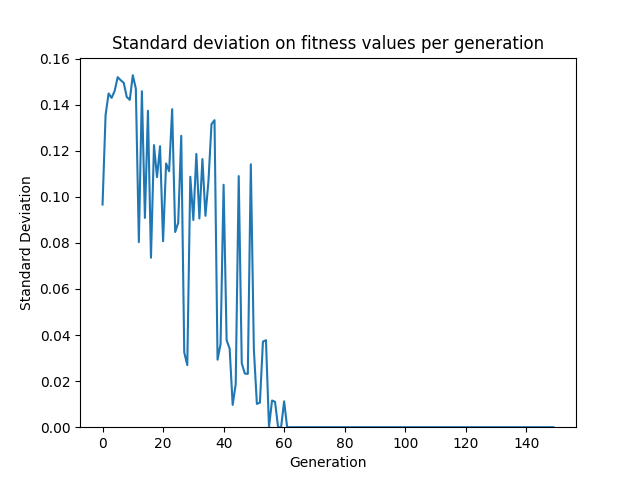 Standard deviation on fitness values per generation
0.16
0.14
0.12
0.10
0.08
0.06
0.04
0.02
0.00
Standard Deviation
0 20 40 60 80 100 120 140
Generation